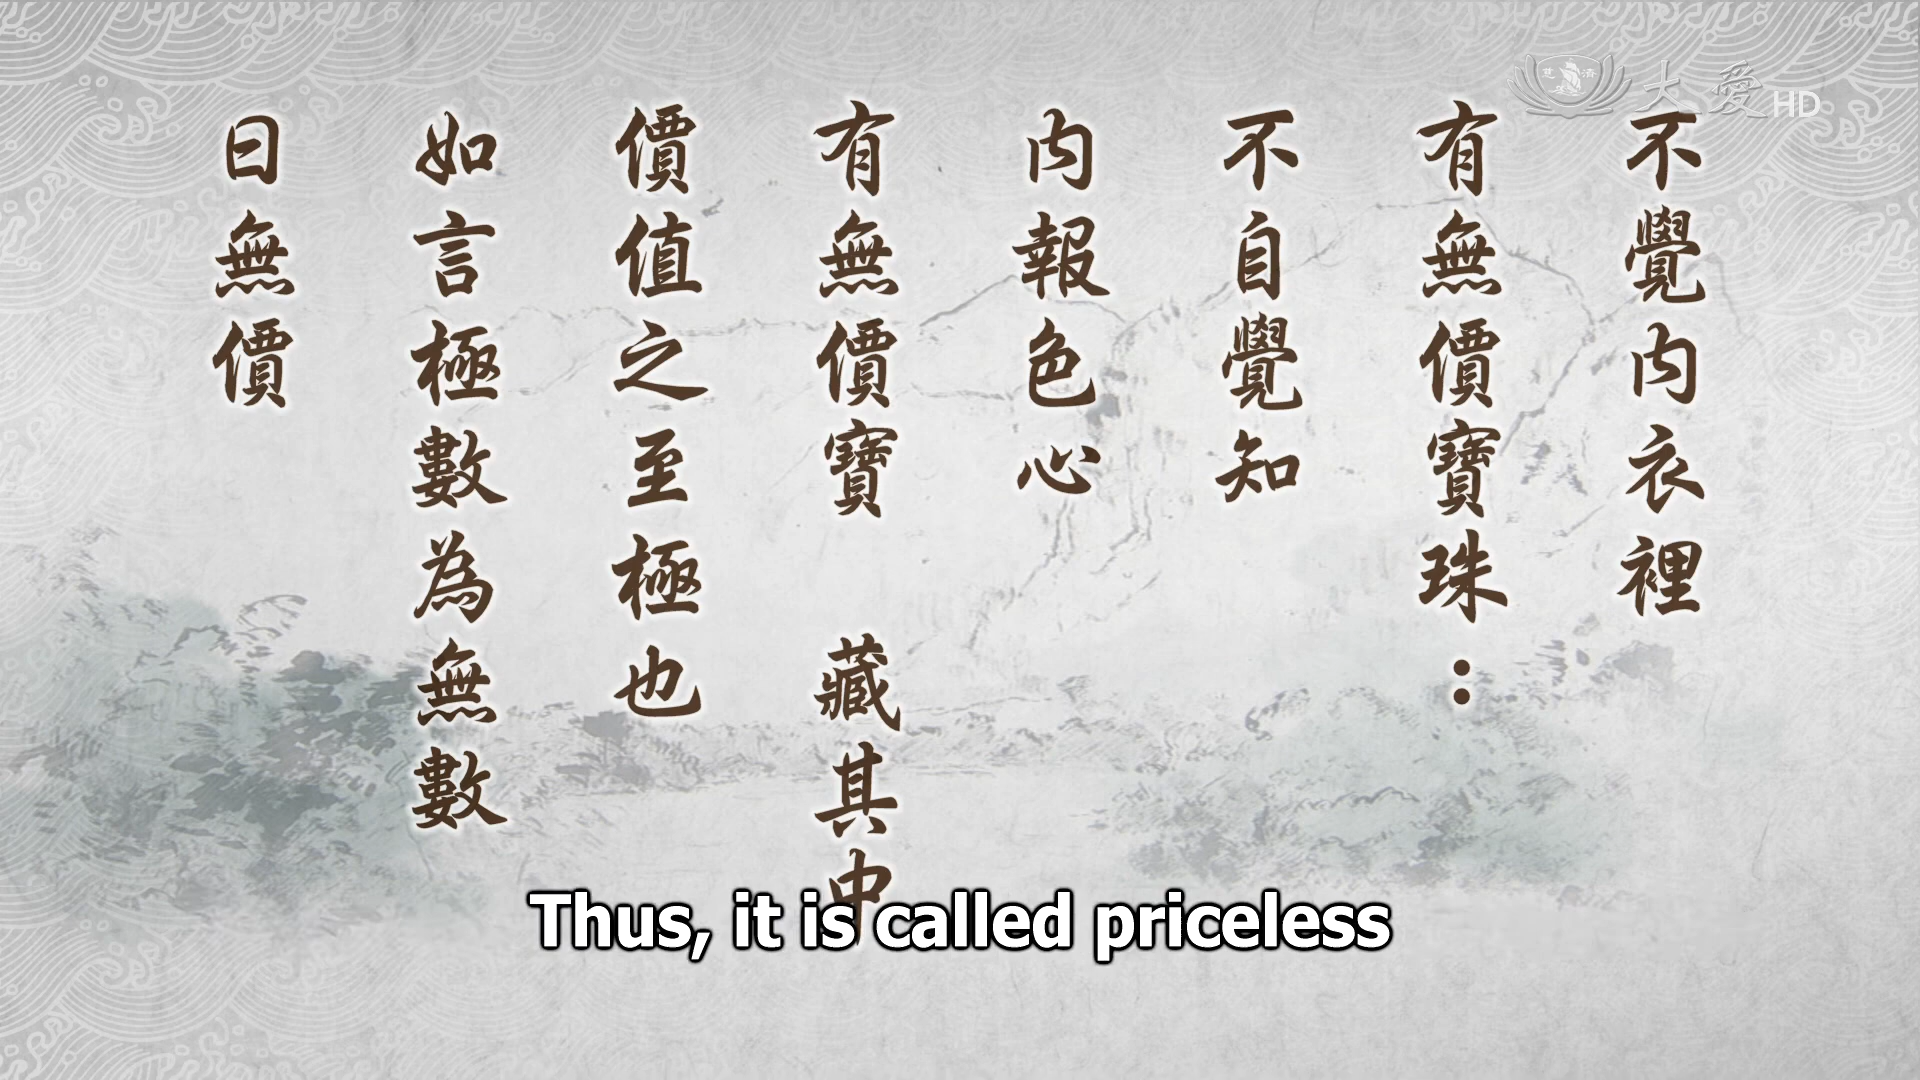 大愛HD
慈濟
不覺內衣裡
有無價寶珠：
不自覺知
內報色心
有無價寶 藏其中
價值之至極也
如言極數為無數
曰無價
Thus, it is called priceless